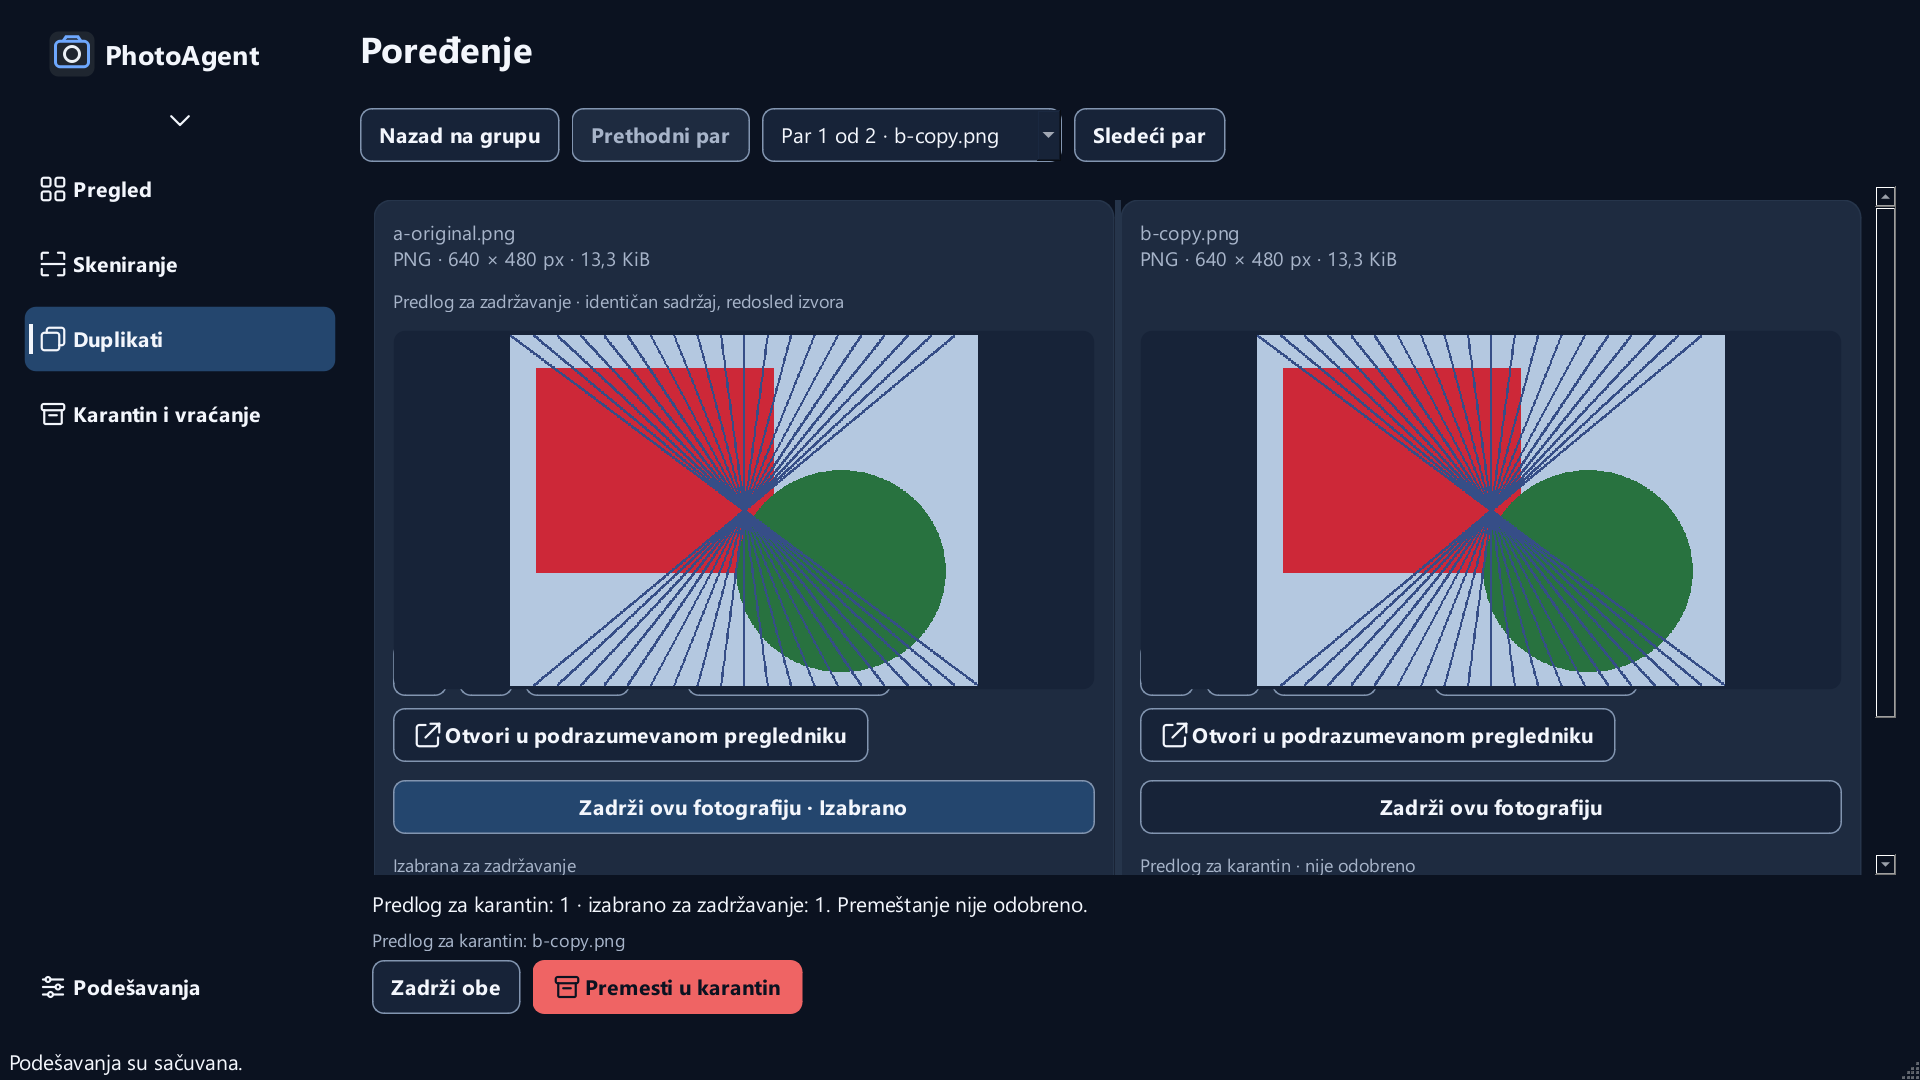 PhotoAgent
Pregled
Skeniranje
Duplikati
Karantin i vraćanje
Podešavanja
Podešavanja su sačuvana.
Poređenje
Nazad na grupu
Prethodni par
Par 1 od 2 · b-copy.png
Sledeći par
a-original.png
PNG · 640 × 480 px · 13,3 KiB
Predlog za zadržavanje · identičan sadržaj, redosled izvora
Otvori u podrazumevanom pregledniku
Zadrži ovu fotografiju · Izabrano
Izabrana za zadržavanje
b-copy.png
PNG · 640 × 480 px · 13,3 KiB
Otvori u podrazumevanom pregledniku
Zadrži ovu fotografiju
Predlog za karantin · nije odobreno
Predlog za karantin: 1 · izabrano za zadržavanje: 1. Premeštanje nije odobreno.
Predlog za karantin: b-copy.png
Zadrži obe
Premesti u karantin